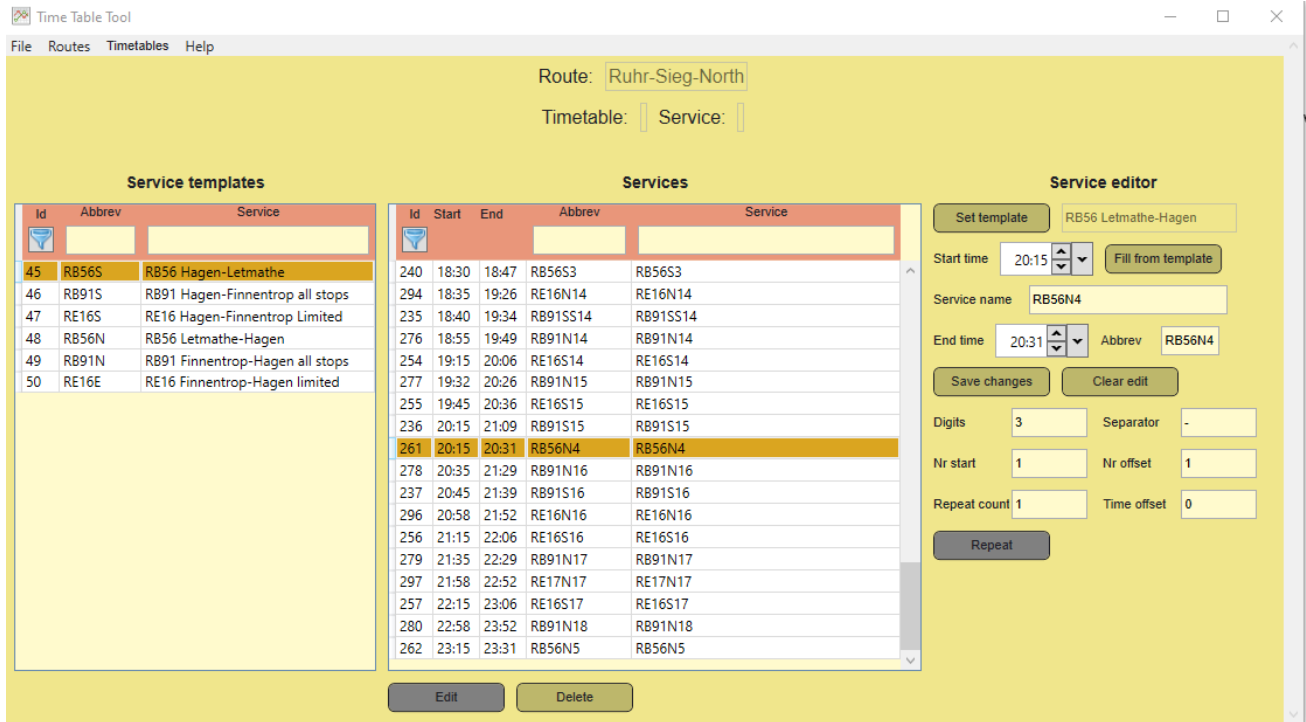 Time Table Tool
File Routes Timetables Help
Route: Ruhr-Sieg-North
Timetable: Service:
Service templates
Id Abbrev Service
45 RB56S RB56 Hagen-Letmathe
46 RB91S RB91 Hagen-Finnentrop all stops
47 RE16S RE16 Hagen-Finnentrop Limited
48 RB56N RB56 Letmathe-Hagen
49 RB91N RB91 Finnentrop-Hagen all stops
50 RE16E RE16 Finnentrop-Hagen limited
Services
Id Start End Abbrev Service
240 18:30 18:47 RB56S3 RB56S3
294 18:35 19:26 RE16N14 RE16N14
235 18:40 19:34 RB91SS14 RB91SS14
276 18:55 19:49 RB91N14 RB91N14
254 19:15 20:06 RE16S14 RE16S14
277 19:32 20:26 RB91N15 RB91N15
255 19:45 20:36 RE16S15 RE16S15
236 20:15 21:09 RB91S15 RB91S15
261 20:15 20:31 RB56N4 RB56N4
278 20:35 21:29 RB91N16 RB91N16
237 20:45 21:39 RB91S16 RB91S16
296 20:58 21:52 RE16N16 RE16N16
256 21:15 22:06 RE16S16 RE16S16
279 21:35 22:29 RB91N17 RB91N17
297 21:58 22:52 RE17N17 RE17N17
257 22:15 23:06 RE16S17 RE16S17
280 22:58 23:52 RB91N18 RB91N18
262 23:15 23:31 RB56N5 RB56N5
Edit Delete
Service editor
Set template RB56 Letmathe-Hagen
Start time 20:15 Fill from template
Service name RB56N4
End time 20:31 Abbrev RB56N4
Save changes Clear edit
Digits 3 Separator -
Nr start 1 Nr offset 1
Repeat count 1 Time offset 0
Repeat